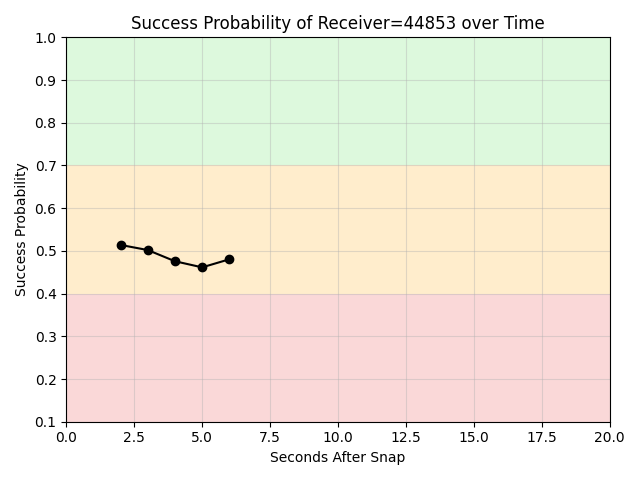 Success Probability of Receiver=44853 over Time
1.0
0.9
0.8
0.7
0.6
0.5
0.4
0.3
0.2
0.1
Success Probability
0.0 2.5 5.0 7.5 10.0 12.5 15.0 17.5 20.0
Seconds After Snap